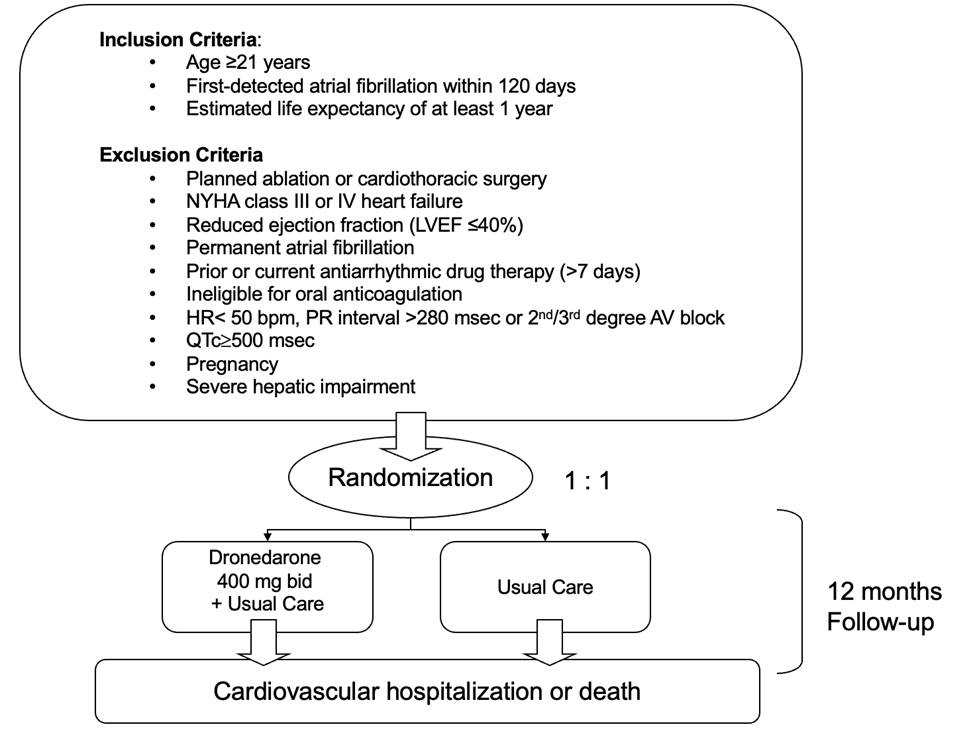 Inclusion Criteria:
• Age ≥21 years
• First-detected atrial fibrillation within 120 days
• Estimated life expectancy of at least 1 year
Exclusion Criteria
• Planned ablation or cardiothoracic surgery
• NYHA class III or IV heart failure
• Reduced ejection fraction (LVEF ≤40%)
• Permanent atrial fibrillation
• Prior or current antiarrhythmic drug therapy (>7 days)
• Ineligible for oral anticoagulation
• HR< 50 bpm, PR interval >280 msec or 2nd/3rd degree AV block
• QTc≥500 msec
• Pregnancy
• Severe hepatic impairment
Randomization
1 : 1
Dronedarone
400 mg bid
+ Usual Care
Usual Care
12 months
Follow-up
Cardiovascular hospitalization or death